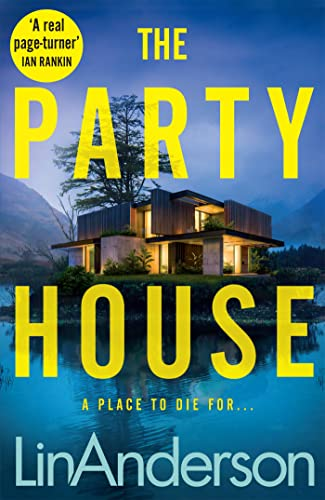 'A real
page-turner'
IAN RANKIN
THE
PARTY
HOUSE
A PLACE TO DIE FOR...
LinAnderson